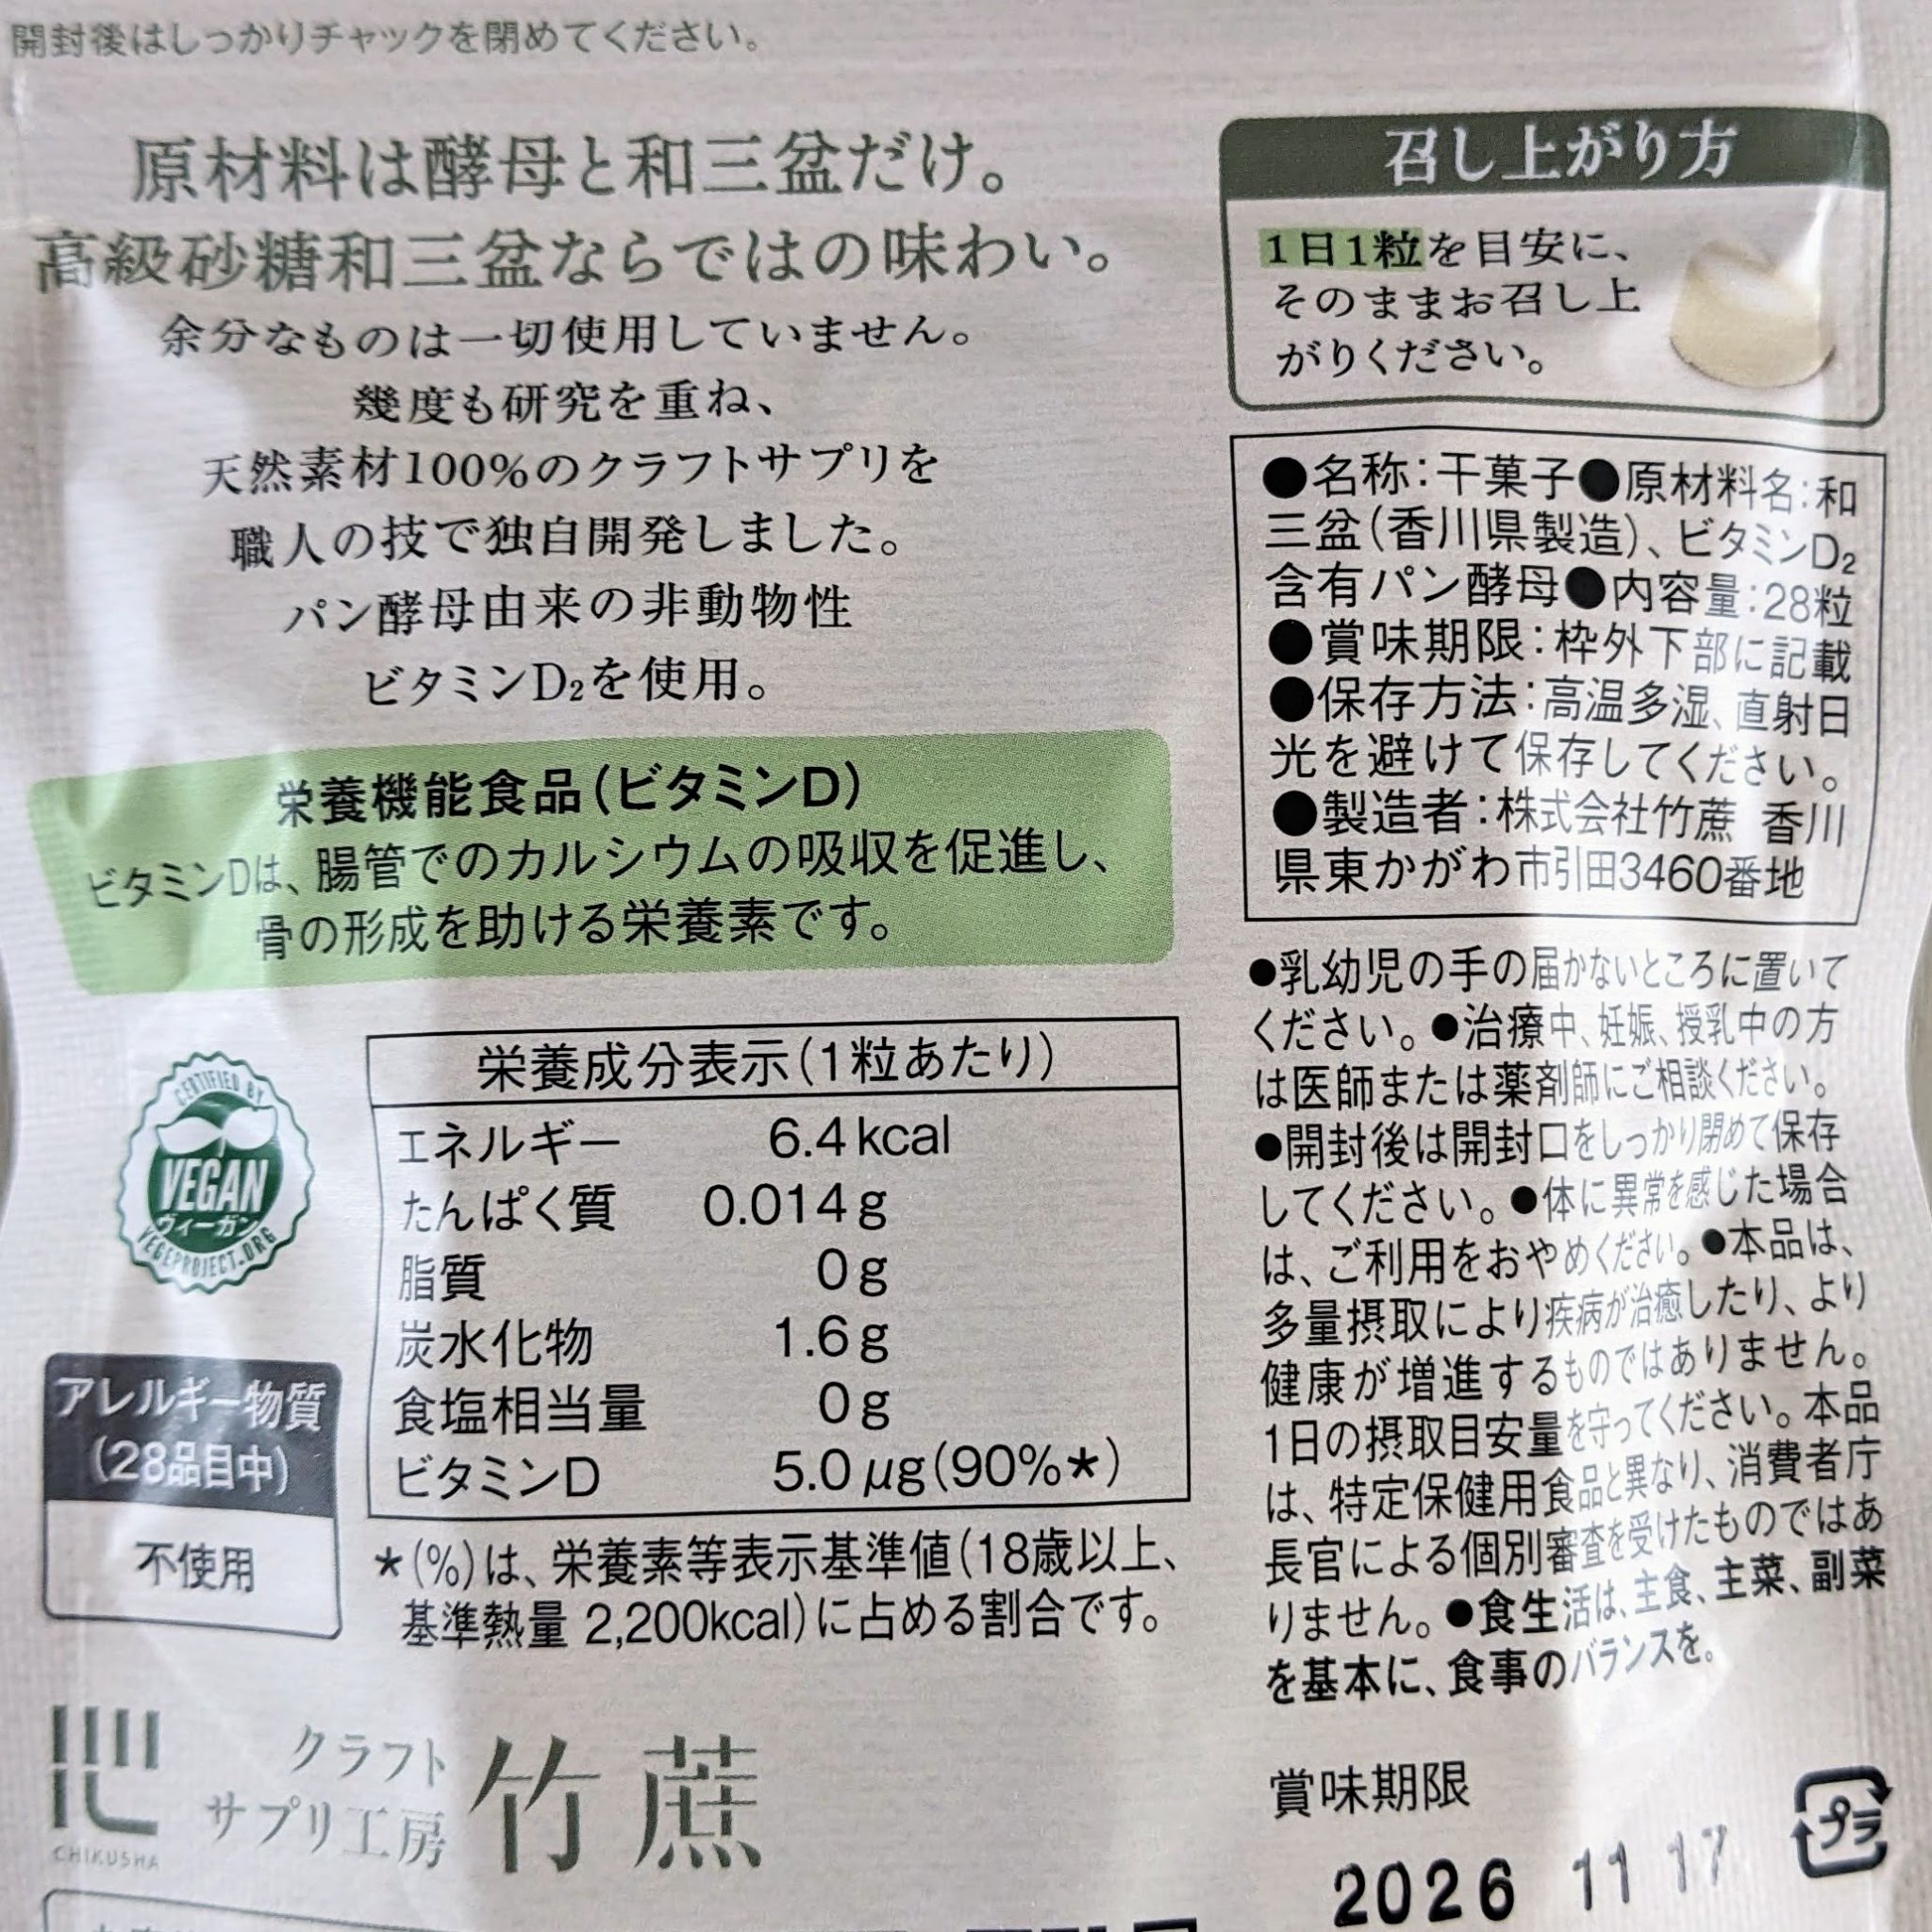 開封後はしっかりチャックを閉めてください。
原材料は酵母と和三盆だけ。
高級砂糖和三盆ならではの味わい。
余分なものは一切使用していません。
幾度も研究を重ね、
天然素材100%のクラフトサプリを
職人の技で独自開発しました。
パン酵母由来の非動物性
ビタミンD₂を使用。
栄養機能食品(ビタミンD)
ビタミンDは、腸管でのカルシウムの吸収を促進し、
骨の形成を助ける栄養素です。
CERTIFIED BY
VEGAN
ヴィーガン
VEGEPROJECT.ORG
アレルギー物質
(28品目中)
不使用
栄養成分表示(1粒あたり)
エネルギー 6.4kcal
たんぱく質 0.014g
脂質 0g
炭水化物 1.6g
食塩相当量 0g
ビタミンD 5.0μg(90%*)
*(%)は、栄養素等表示基準値(18歳以上、
基準熱量 2,200kcal)に占める割合です。
CHIKUSHA
クラフト
サプリ工房
竹蔗
召し上がり方
1日1粒を目安に、
そのままお召し上
がりください。
●名称:干菓子●原材料名:和
三盆(香川県製造)、ビタミンD₂
含有パン酵母●内容量:28粒
●賞味期限:枠外下部に記載
●保存方法:高温多湿、直射日
光を避けて保存してください。
●製造者:株式会社竹蔗 香川
県東かがわ市引田3460番地
●乳幼児の手の届かないところに置いて
ください。●治療中、妊娠、授乳中の方
は医師または薬剤師にご相談ください。
●開封後は開封口をしっかり閉めて保存
してください。●体に異常を感じた場合
は、ご利用をおやめください。●本品は、
多量摂取により疾病が治癒したり、より
健康が増進するものではありません。
1日の摂取目安量を守ってください。本品
は、特定保健用食品と異なり、消費者庁
長官による個別審査を受けたものではあ
りません。●食生活は、主食、主菜、副菜
を基本に、食事のバランスを。
賞味期限
2026 11 17
プラ